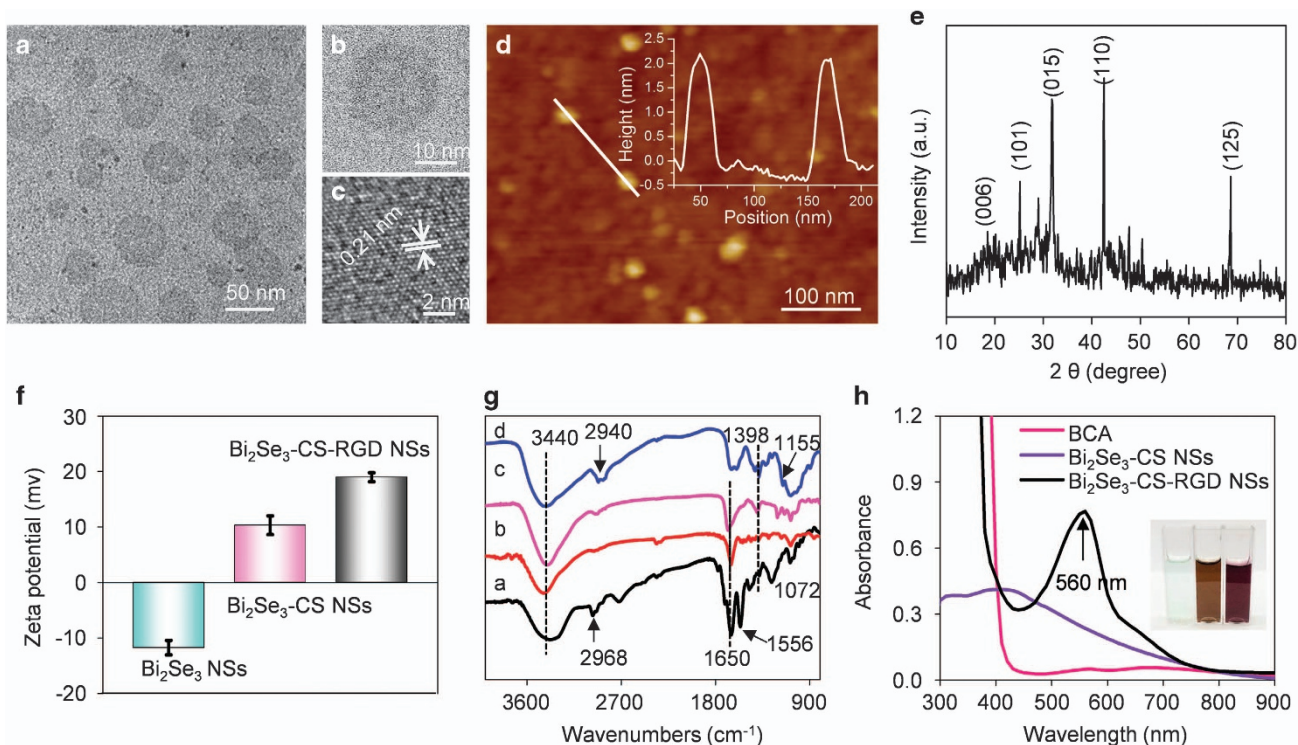 a
50 nm
b
10 nm
c
0.21 nm
2 nm
d
Height (nm)
2.5
2.0
1.5
1.0
0.5
0.0
-0.5
50 100 150 200
Position (nm)
100 nm
e
Intensity (a.u.)
(006)
(101)
(015)
(110)
(125)
10 20 30 40 50 60 70 80
2 θ (degree)
f
Zeta potential (mv)
30
20
10
0
-10
-20
Bi₂Se₃-CS-RGD NSs
Bi₂Se₃-CS NSs
Bi₂Se₃ NSs
g
d
c
b
a
3440
2940
1398
1155
1072
2968
1650
1556
3600 2700 1800 900
Wavenumbers (cm⁻¹)
h
Absorbance
1.2
0.9
0.6
0.3
0.0
BCA
Bi₂Se₃-CS NSs
Bi₂Se₃-CS-RGD NSs
560 nm
300 400 500 600 700 800 900
Wavelength (nm)